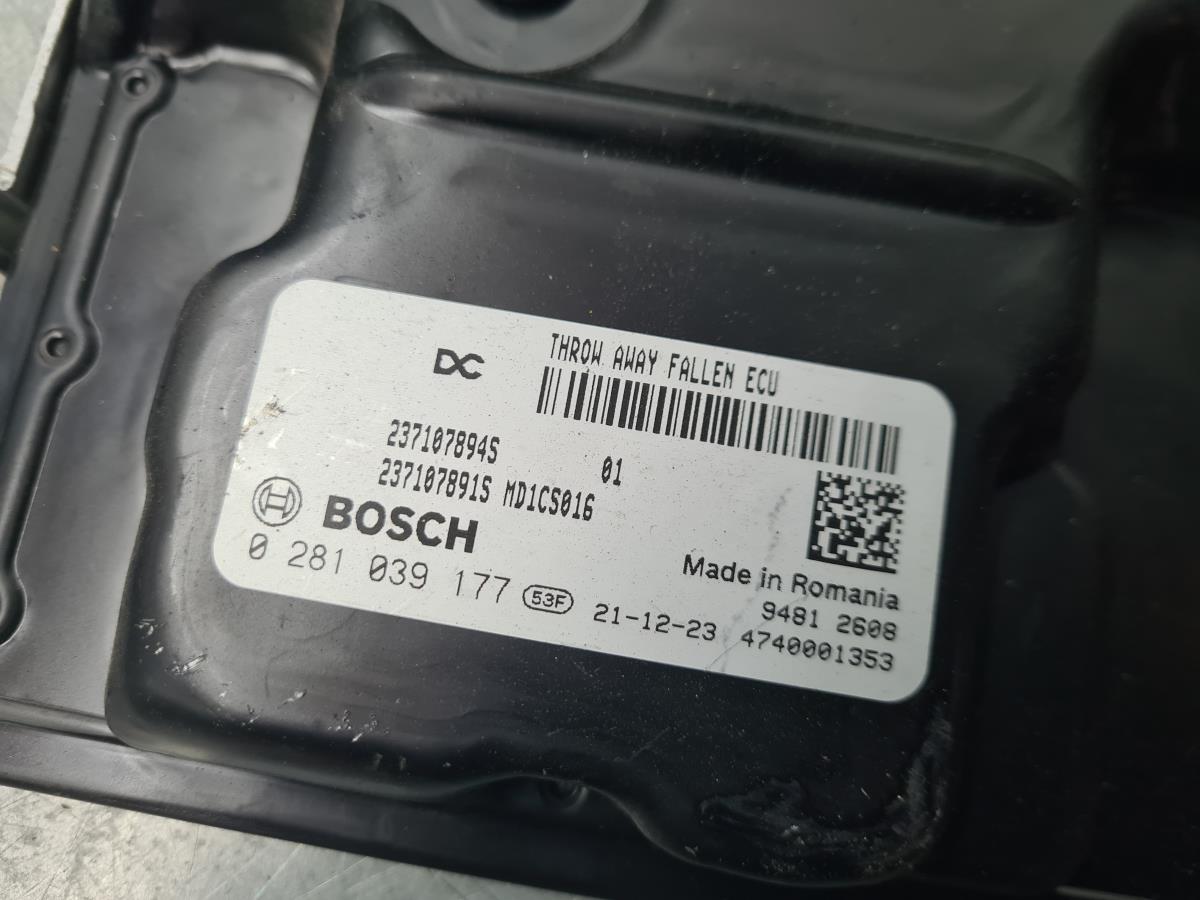 DC
THROW AWAY FALLEN ECU
237107894S 01
237107891S MD1CS016
BOSCH
0 281 039 177 53F 21-12-23
Made in Romania
9481 2608
4740001353